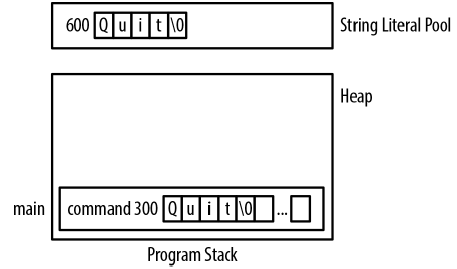 600 Q u i t \0 String Literal Pool
Heap
main command 300 Q u i t \0 ...
Program Stack